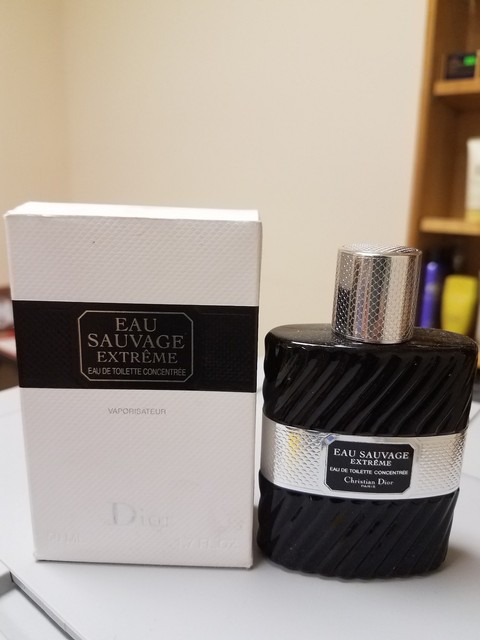 EAU
SAUVAGE
EXTRÊME
EAU DE TOILETTE CONCENTRÉE
VAPORISATEUR
Dior
EAU SAUVAGE
EXTRÊME
EAU DE TOILETTE CONCENTRÉE
Christian Dior
PARIS